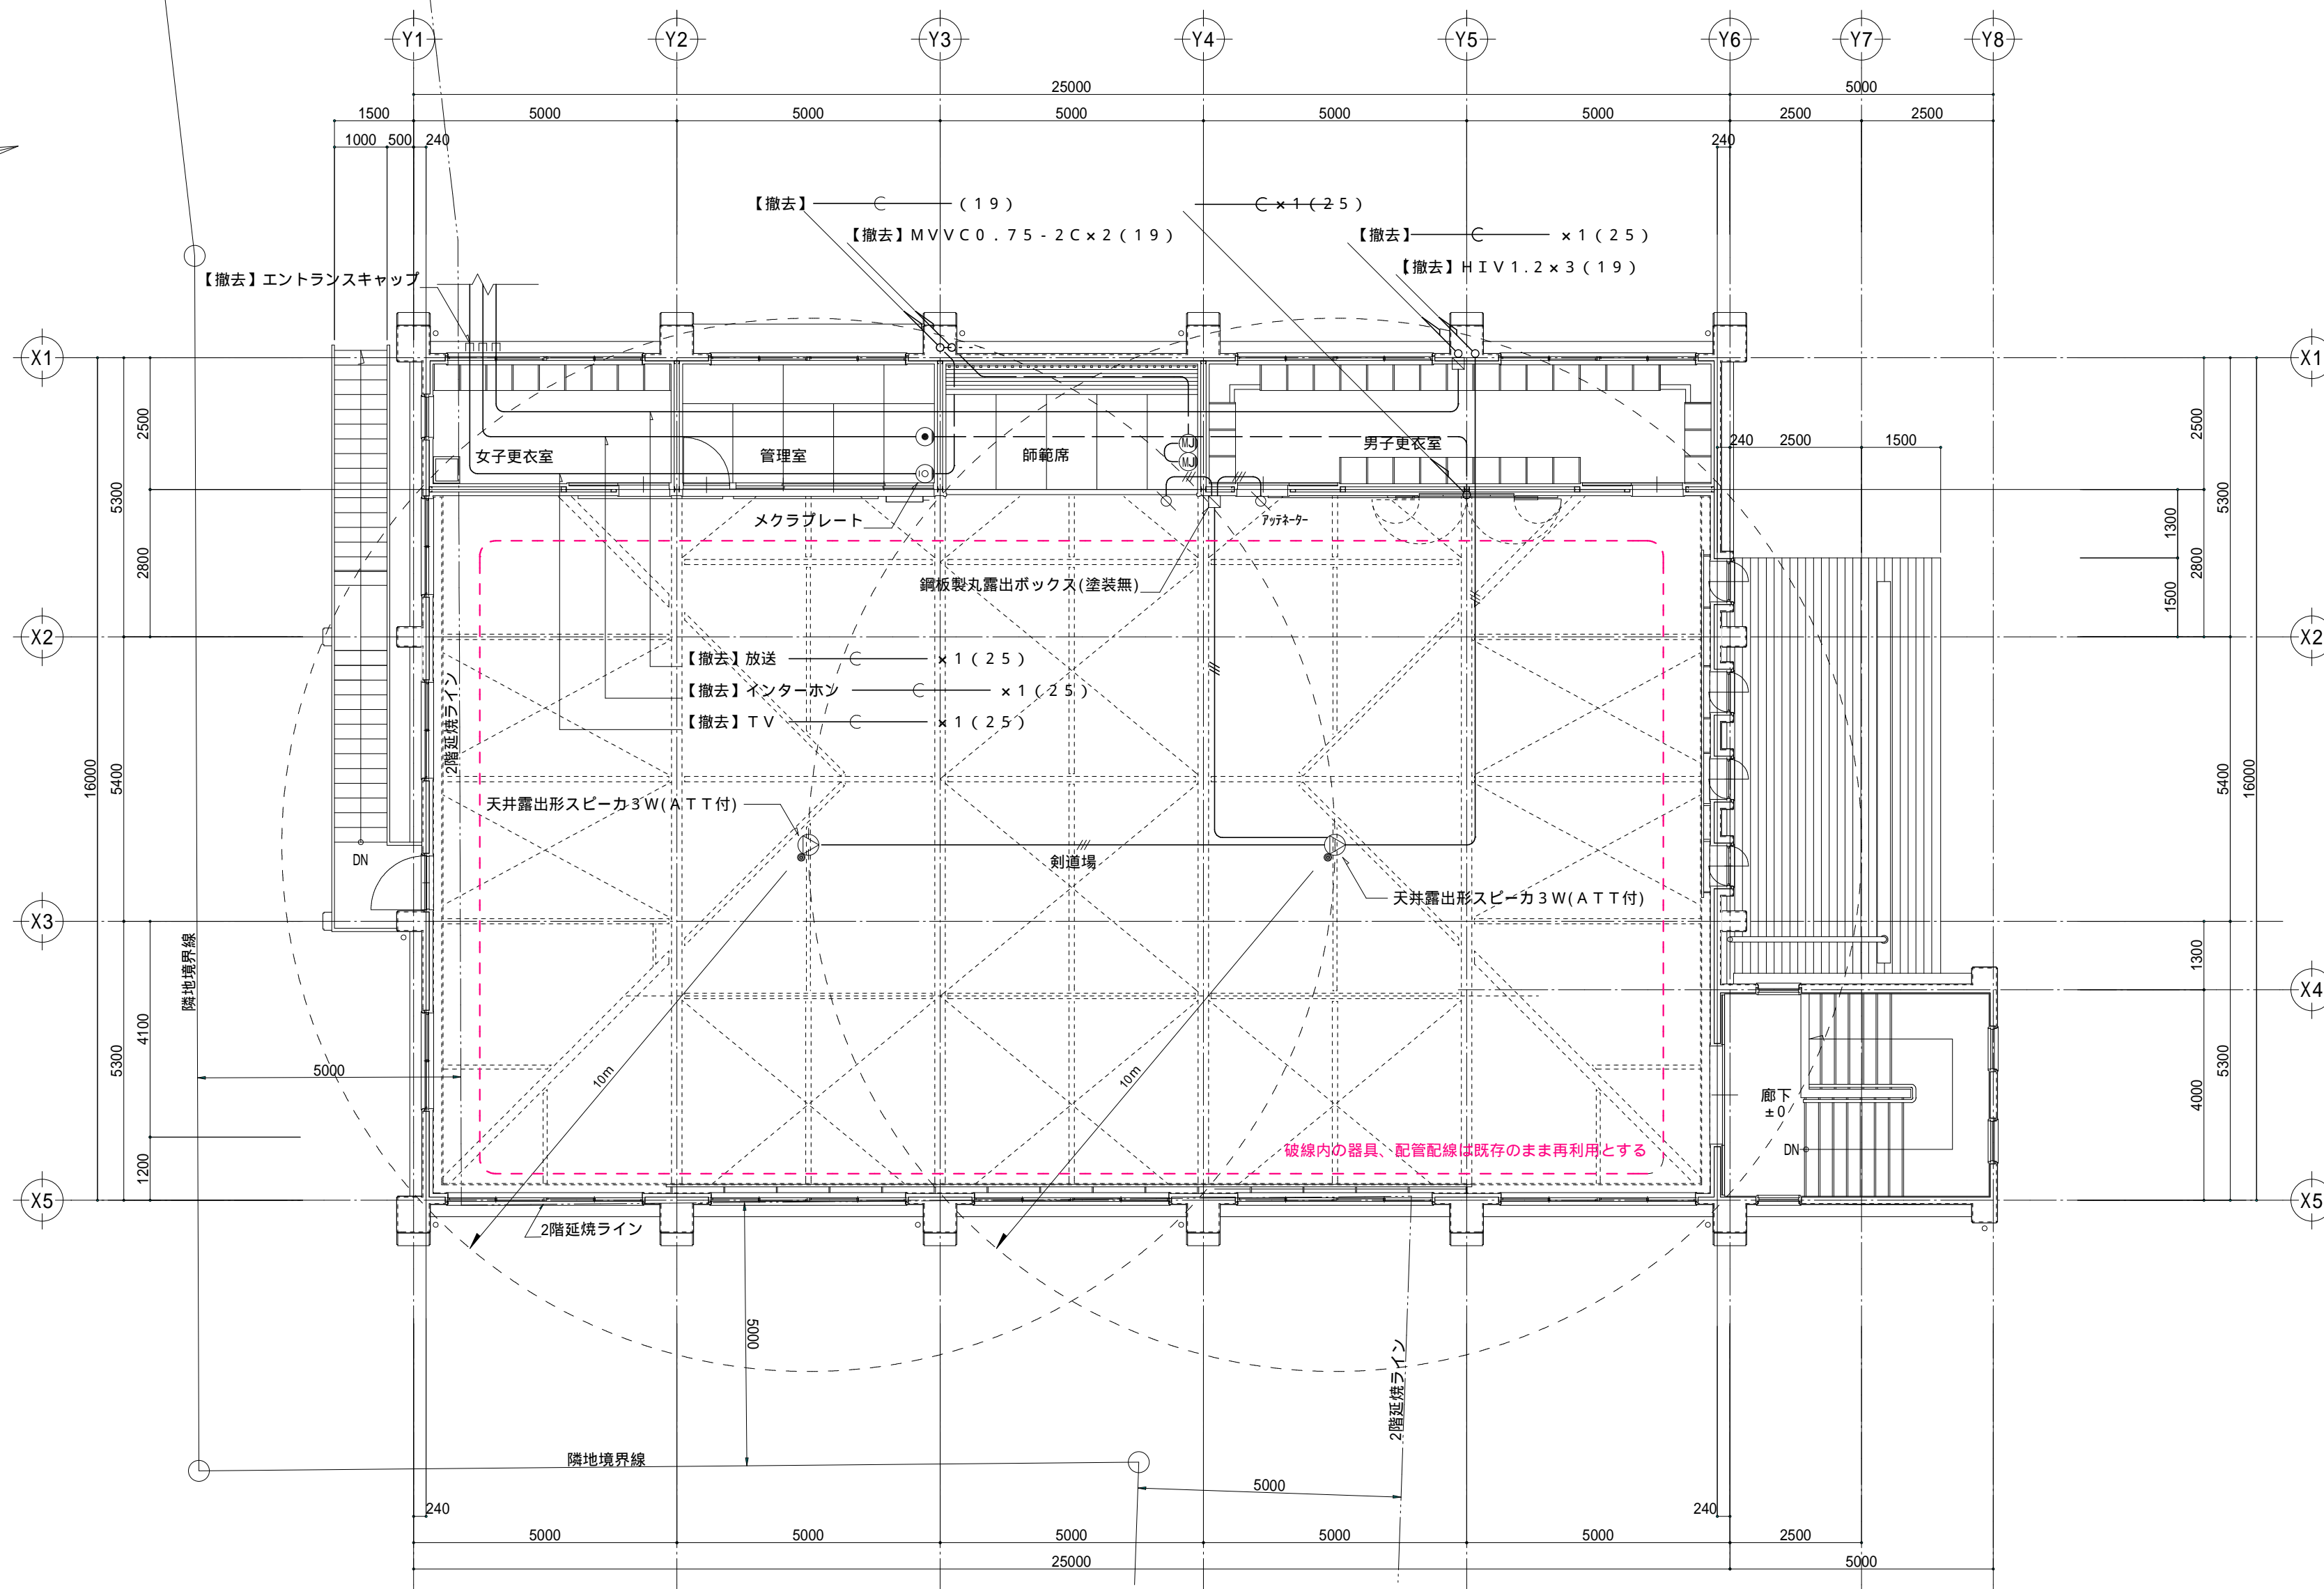 Y1 Y2 Y3 Y4 Y5 Y6 Y7 Y8
25000 5000
1500 5000 5000 5000 5000 5000 2500 2500
1000 500 240 240
【撤去】 (19) ×1(25)
【撤去】MVVC0.75-2C×2(19) 【撤去】 ×1(25)
【撤去】エントランスキャップ 【撤去】HIV1.2×3(19)
X1 X1
2500 2500
240 2500 1500
女子更衣室 管理室 師範席 男子更衣室
MJ
MJ
5300 5300
メクラプレート アッテネーター
1300
2800 2800
鋼板製丸露出ボックス(塗装無)
1500
X2 X2
【撤去】放送 ×1(25)
【撤去】インターホン ×1(25)
【撤去】TV ×1(25)
2階延焼ライン
16000 5400 5400 16000
天井露出形スピーカ3W(ATT付)
DN 剣道場
天井露出形スピーカ3W(ATT付)
X3 X3
隣地境界線
1300
X4
4100
5300 5300
5000 10m 10m
4000
廊下
±0
破線内の器具、配管配線は既存のまま再利用とする
DN
1200
X5 X5
2階延焼ライン
5000
2階延焼ライン
隣地境界線
5000
240 240
5000 5000 5000 5000 5000 2500
25000 5000